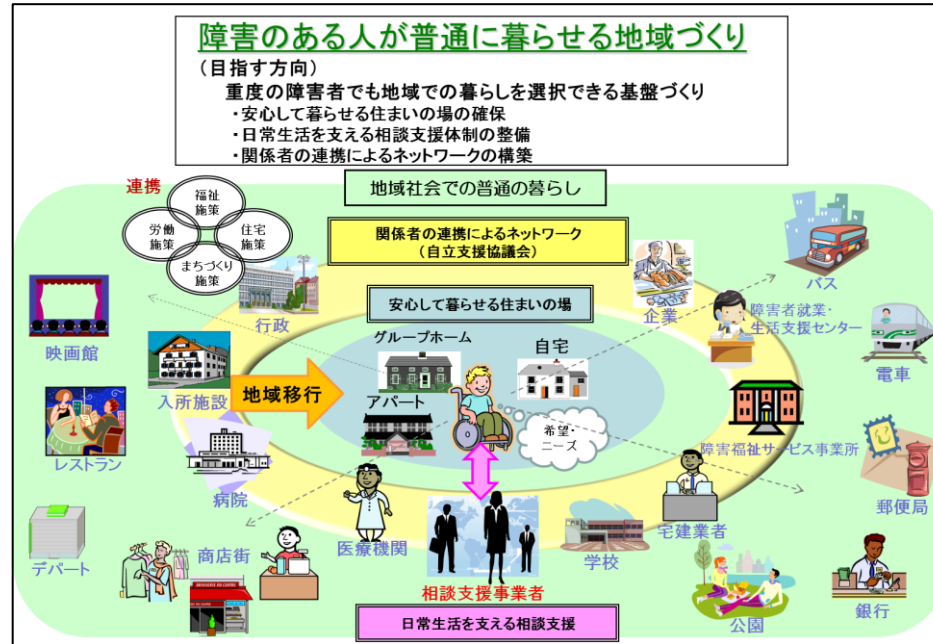 障害のある人が普通に暮らせる地域づくり
(目指す方向)
重度の障害者でも地域での暮らしを選択できる基盤づくり
・安心して暮らせる住まいの場の確保
・日常生活を支える相談支援体制の整備
・関係者の連携によるネットワークの構築
地域社会での普通の暮らし
連携
福祉
施策
労働
施策
住宅
施策
まちづくり
施策
関係者の連携によるネットワーク
(自立支援協議会)
安心して暮らせる住まいの場
行政
企業
バス
障害者就業・
生活支援センター
映画館
グループホーム
自宅
電車
入所施設
地域移行
アパート
希望・
ニーズ
障害福祉サービス事業所
レストラン
病院
医療機関
宅建業者
郵便局
学校
デパート
商店街
相談支援事業者
公園
銀行
日常生活を支える相談支援